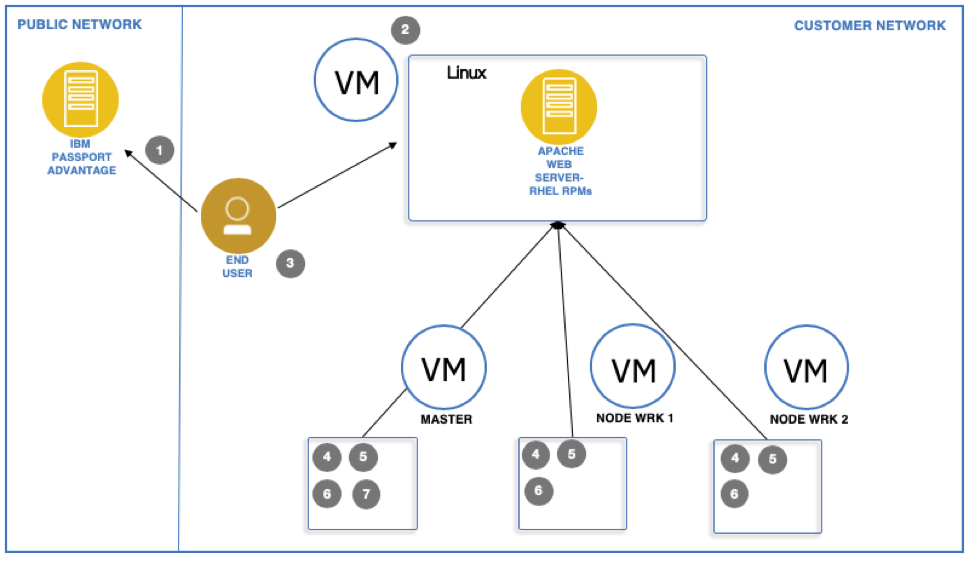 PUBLIC NETWORK
CUSTOMER NETWORK
2
VM
Linux
IBM
PASSPORT
ADVANTAGE
1
APACHE
WEB
SERVER-
RHEL RPMs
END
USER
3
VM
MASTER
VM
NODE WRK 1
VM
NODE WRK 2
4 5
6 7
4 5
6
4 5
6